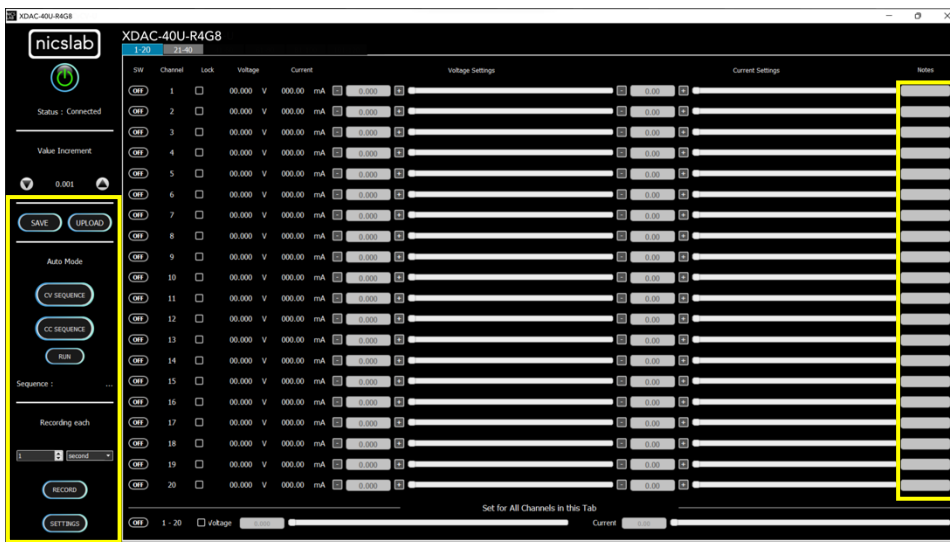 XDAC-40U-R4G8
nicslab
XDAC-40U-R4G8
1-20 21-40
SW Channel Lock Voltage Current Voltage Settings Current Settings Notes
OFF 1 00.000 V 000.00 mA - 0.000 + - 0.00 +
OFF 2 00.000 V 000.00 mA - 0.000 + - 0.00 +
OFF 3 00.000 V 000.00 mA - 0.000 + - 0.00 +
OFF 4 00.000 V 000.00 mA - 0.000 + - 0.00 +
OFF 5 00.000 V 000.00 mA - 0.000 + - 0.00 +
OFF 6 00.000 V 000.00 mA - 0.000 + - 0.00 +
OFF 7 00.000 V 000.00 mA - 0.000 + - 0.00 +
OFF 8 00.000 V 000.00 mA - 0.000 + - 0.00 +
OFF 9 00.000 V 000.00 mA - 0.000 + - 0.00 +
OFF 10 00.000 V 000.00 mA - 0.000 + - 0.00 +
OFF 11 00.000 V 000.00 mA - 0.000 + - 0.00 +
OFF 12 00.000 V 000.00 mA - 0.000 + - 0.00 +
OFF 13 00.000 V 000.00 mA - 0.000 + - 0.00 +
OFF 14 00.000 V 000.00 mA - 0.000 + - 0.00 +
OFF 15 00.000 V 000.00 mA - 0.000 + - 0.00 +
OFF 16 00.000 V 000.00 mA - 0.000 + - 0.00 +
OFF 17 00.000 V 000.00 mA - 0.000 + - 0.00 +
OFF 18 00.000 V 000.00 mA - 0.000 + - 0.00 +
OFF 19 00.000 V 000.00 mA - 0.000 + - 0.00 +
OFF 20 00.000 V 000.00 mA - 0.000 + - 0.00 +
Set for All Channels in this Tab
OFF 1 - 20 Voltage 0.000 Current 0.00
Status : Connected
Value Increment
0.001
SAVE UPLOAD
Auto Mode
CV SEQUENCE
CC SEQUENCE
RUN
Sequence : ...
Recording each
1 second
RECORD
SETTINGS